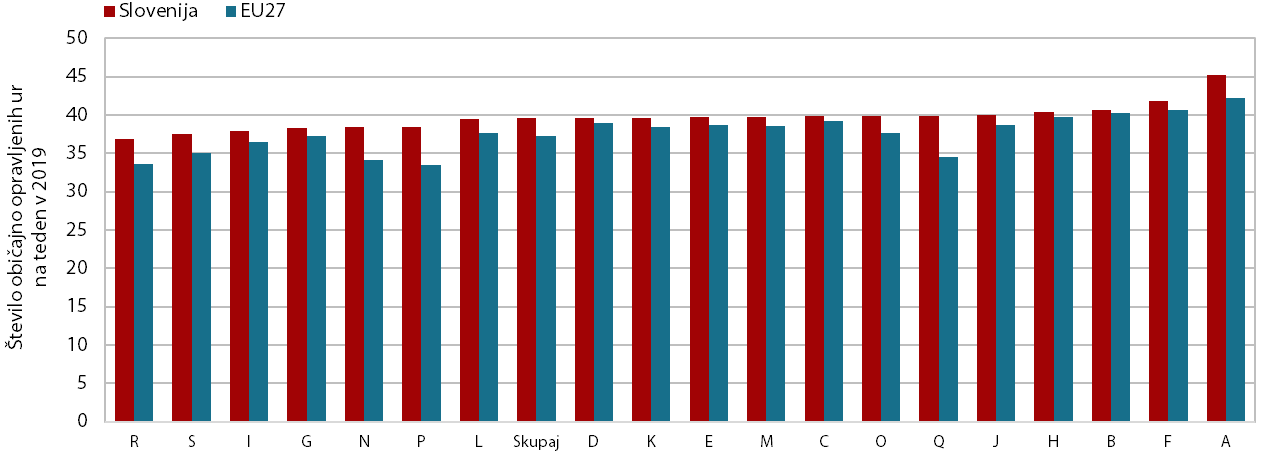 Slovenija EU27
Število običajno opravljenih ur
na teden v 2019
50
45
40
35
30
25
20
15
10
5
0
R S I G N P L Skupaj D K E M C O Q J H B F A